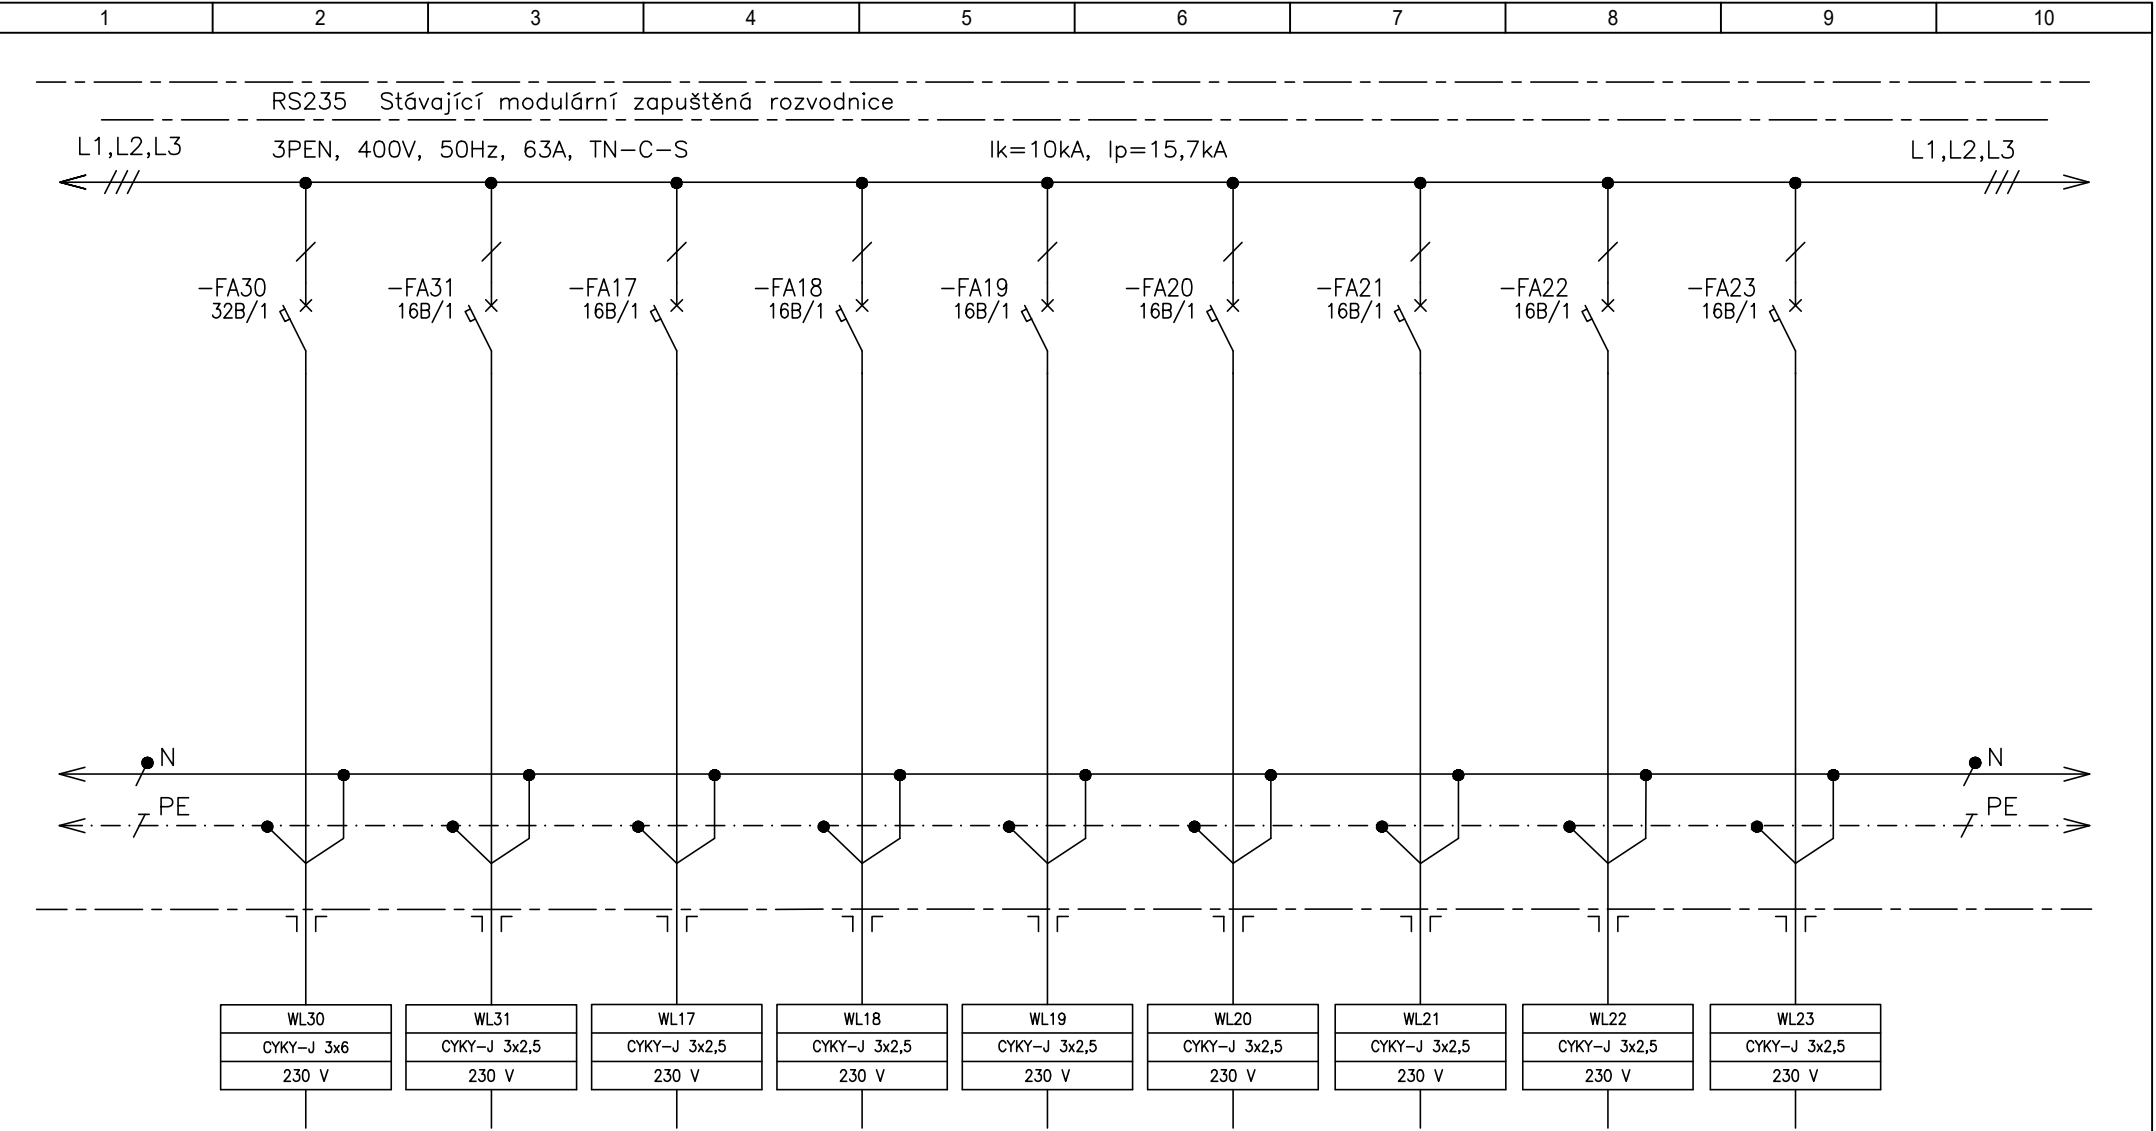 1 2 3 4 5 6 7 8 9 10
RS235 Stávající modulární zapuštěná rozvodnice
L1,L2,L3 3PEN, 400V, 50Hz, 63A, TN-C-S Ik=10kA, Ip=15,7kA L1,L2,L3
-FA30 -FA31 -FA17 -FA18 -FA19 -FA20 -FA21 -FA22 -FA23
32B/1 16B/1 16B/1 16B/1 16B/1 16B/1 16B/1 16B/1 16B/1
N N
PE PE
WL30 WL31 WL17 WL18 WL19 WL20 WL21 WL22 WL23
CYKY-J 3x6 CYKY-J 3x2,5 CYKY-J 3x2,5 CYKY-J 3x2,5 CYKY-J 3x2,5 CYKY-J 3x2,5 CYKY-J 3x2,5 CYKY-J 3x2,5 CYKY-J 3x2,5
230 V 230 V 230 V 230 V 230 V 230 V 230 V 230 V 230 V